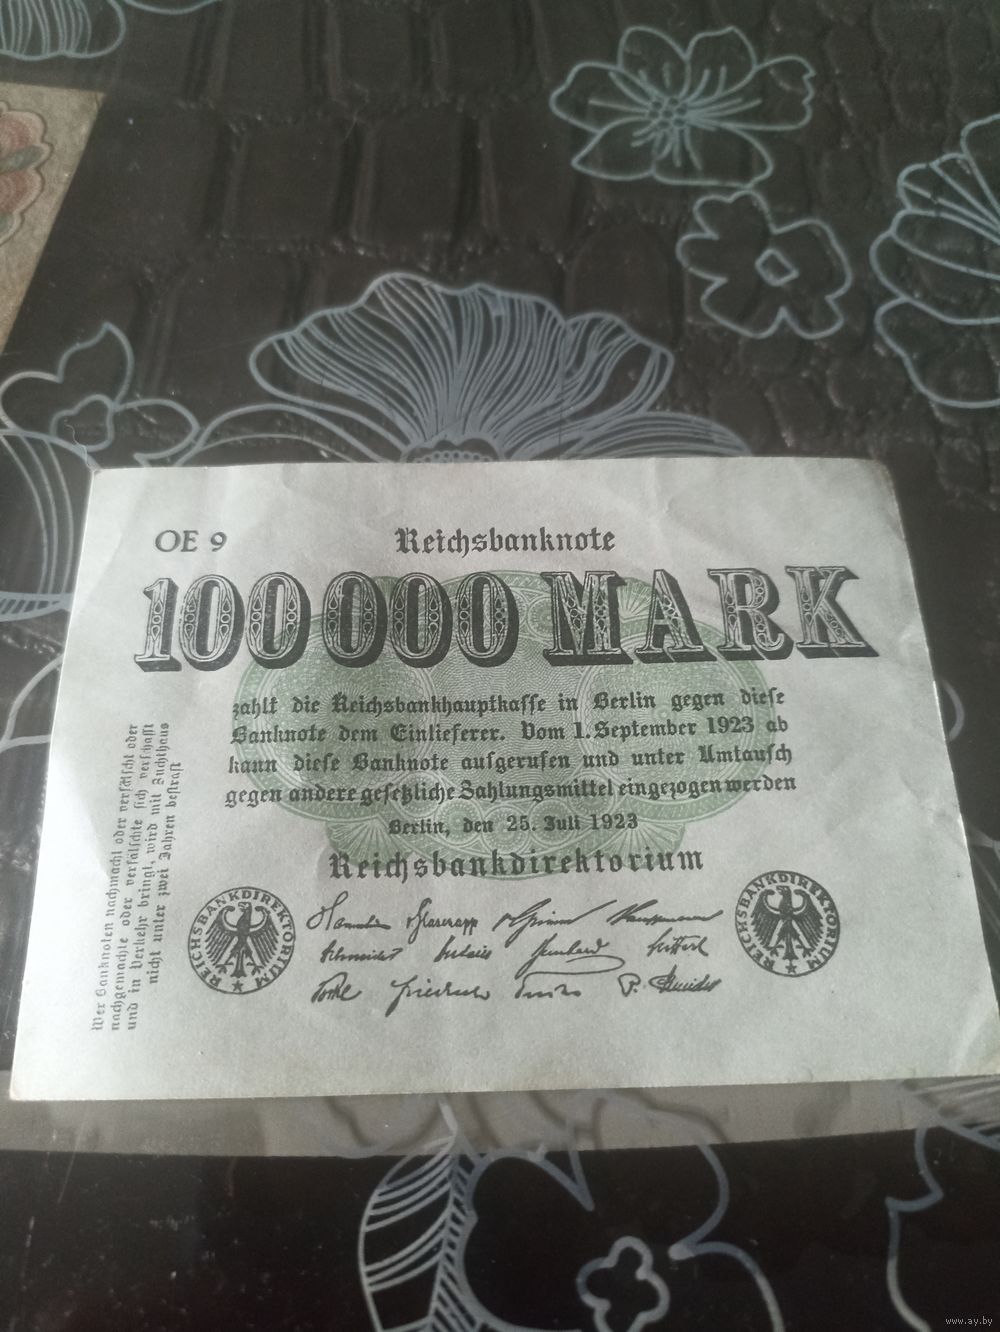 OE 9
Reichsbanknote
100000 MARK
zahlt die Reichsbankhauptkasse in Berlin gegen diese
Banknote dem Einlieferer. Vom 1. September 1923 ab
kann diese Banknote aufgerufen und unter Umtausch
gegen andere gesetzliche Zahlungsmittel eingezogen werden
Berlin, den 25. Juli 1923
Reichsbankdirektorium
Wer Banknoten nachmacht oder verfälscht oder
nachgemachte oder verfälschte sich verschafft
und in Verkehr bringt, wird mit Zuchthaus
nicht unter zwei Jahren bestraft
REICHSBANKDIREKTORIUM
REICHSBANKDIREKTORIUM
www.ay.by